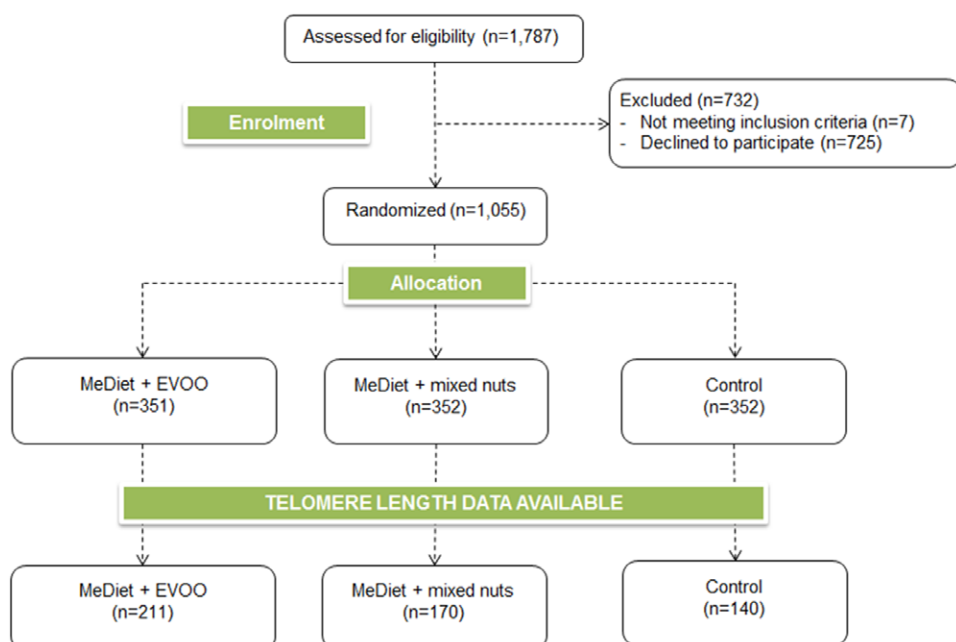 Assessed for eligibility (n=1,787)
Enrolment
Excluded (n=732)
- Not meeting inclusion criteria (n=7)
- Declined to participate (n=725)
Randomized (n=1,055)
Allocation
MeDiet + EVOO
(n=351)
MeDiet + mixed nuts
(n=352)
Control
(n=352)
TELOMERE LENGTH DATA AVAILABLE
MeDiet + EVOO
(n=211)
MeDiet + mixed nuts
(n=170)
Control
(n=140)